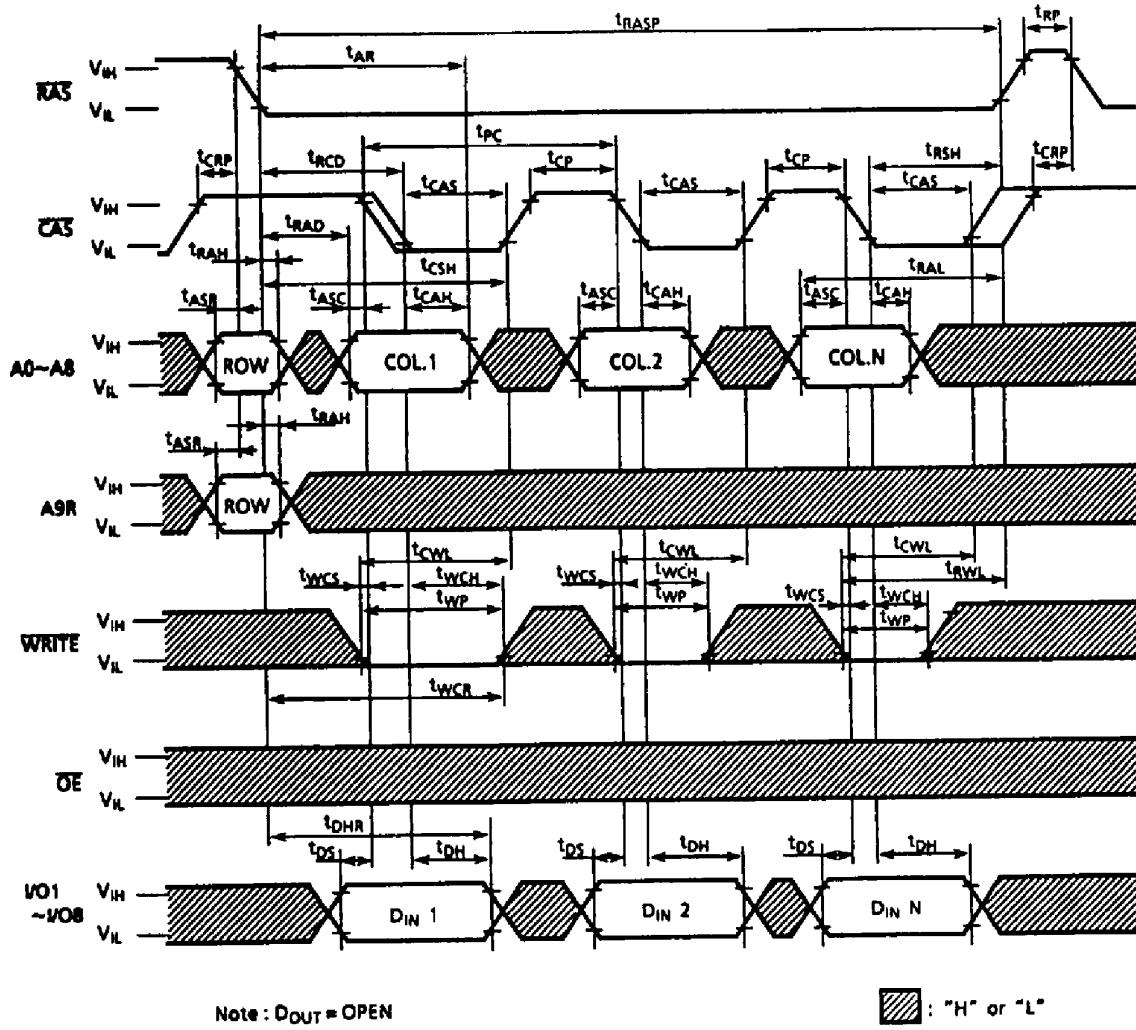 tRASP
tRP
tAR
VIH
RAS
VIL
tPC
tCRP
tRCD
tCP
tCP
tRSH
tCRP
tCAS
tCAS
tCAS
VIH
CAS
VIL
tRAD
tRAH
tCSH
tRAL
tASR
tASC
tCAH
tASC
tCAH
tASC
tCAH
VIH
A0~A8
ROW
COL.1
COL.2
COL.N
VIL
tRAH
tASR
VIH
A9R
ROW
VIL
tCWL
tCWL
tCWL
tWCS
tWCH
tWCS
tWCH
tRWL
tWP
tWP
tWCS
tWCH
tWP
VIH
WRITE
VIL
tWCR
VIH
OE
VIL
tDHR
tDS
tDH
tDS
tDH
tDS
tDH
I/O1
~I/O8
VIH
DIN 1
DIN 2
DIN N
VIL
Note : DOUT = OPEN
: "H" or "L"